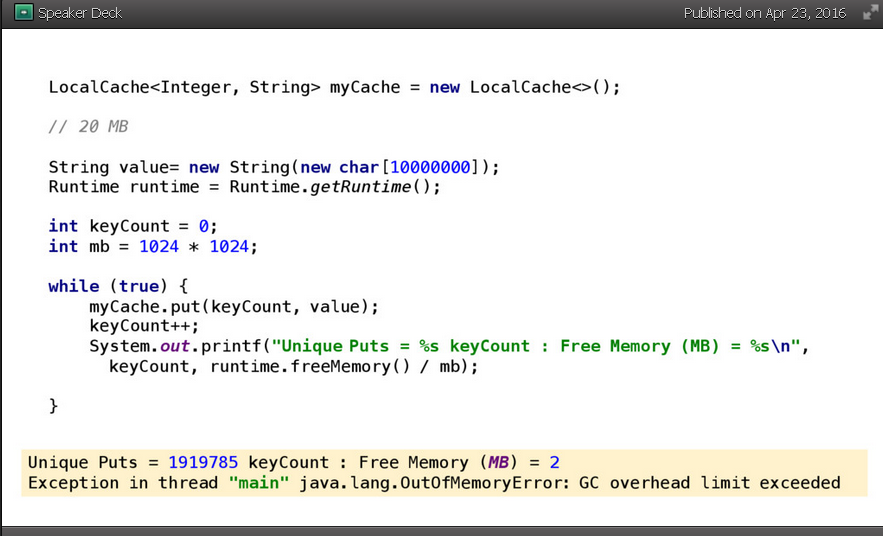 Speaker Deck
Published on Apr 23, 2016
LocalCache<Integer, String> myCache = new LocalCache<>();
// 20 MB
String value= new String(new char[10000000]);
Runtime runtime = Runtime.getRuntime();
int keyCount = 0;
int mb = 1024 * 1024;
while (true) {
myCache.put(keyCount, value);
keyCount++;
System.out.printf("Unique Puts = %s keyCount : Free Memory (MB) = %s\n",
keyCount, runtime.freeMemory() / mb);
}
Unique Puts = 1919785 keyCount : Free Memory (MB) = 2
Exception in thread "main" java.lang.OutOfMemoryError: GC overhead limit exceeded